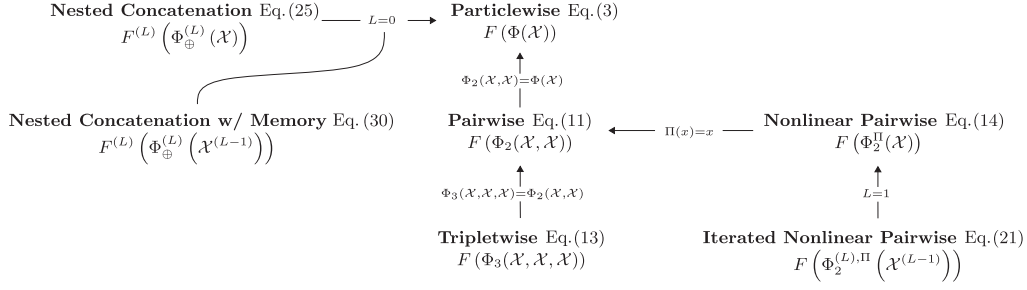 Nested Concatenation Eq.(25)
F^{(L)} (Φ_⊕^{(L)} (𝒳))
L=0
Particlewise Eq.(3)
F (Φ(𝒳))
Φ_2(𝒳,𝒳)=Φ(𝒳)
Nested Concatenation w/ Memory Eq.(30)
F^{(L)} (Φ_⊕^{(L)} (𝒳^{(L-1)}))
Pairwise Eq.(11)
F (Φ_2(𝒳, 𝒳))
Π(x)=x
Nonlinear Pairwise Eq.(14)
F (Φ_2^Π(𝒳))
Φ_3(𝒳,𝒳,𝒳)=Φ_2(𝒳,𝒳)
L=1
Tripletwise Eq.(13)
F (Φ_3(𝒳, 𝒳, 𝒳))
Iterated Nonlinear Pairwise Eq.(21)
F (Φ_2^{(L),Π} (𝒳^{(L-1)}))